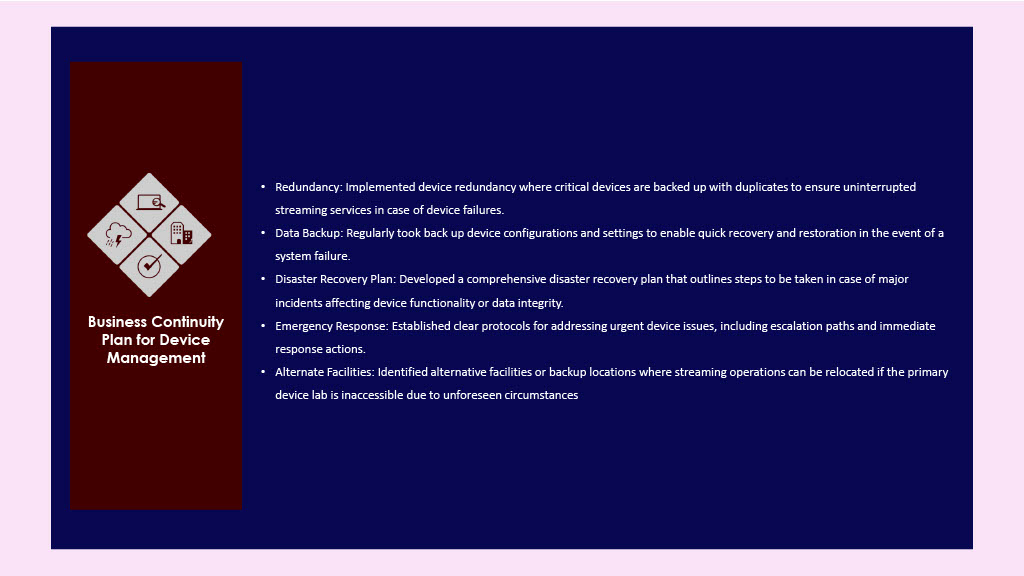 Business Continuity
Plan for Device
Management
• Redundancy: Implemented device redundancy where critical devices are backed up with duplicates to ensure uninterrupted
streaming services in case of device failures.
• Data Backup: Regularly took back up device configurations and settings to enable quick recovery and restoration in the event of a
system failure.
• Disaster Recovery Plan: Developed a comprehensive disaster recovery plan that outlines steps to be taken in case of major
incidents affecting device functionality or data integrity.
• Emergency Response: Established clear protocols for addressing urgent device issues, including escalation paths and immediate
response actions.
• Alternate Facilities: Identified alternative facilities or backup locations where streaming operations can be relocated if the primary
device lab is inaccessible due to unforeseen circumstances